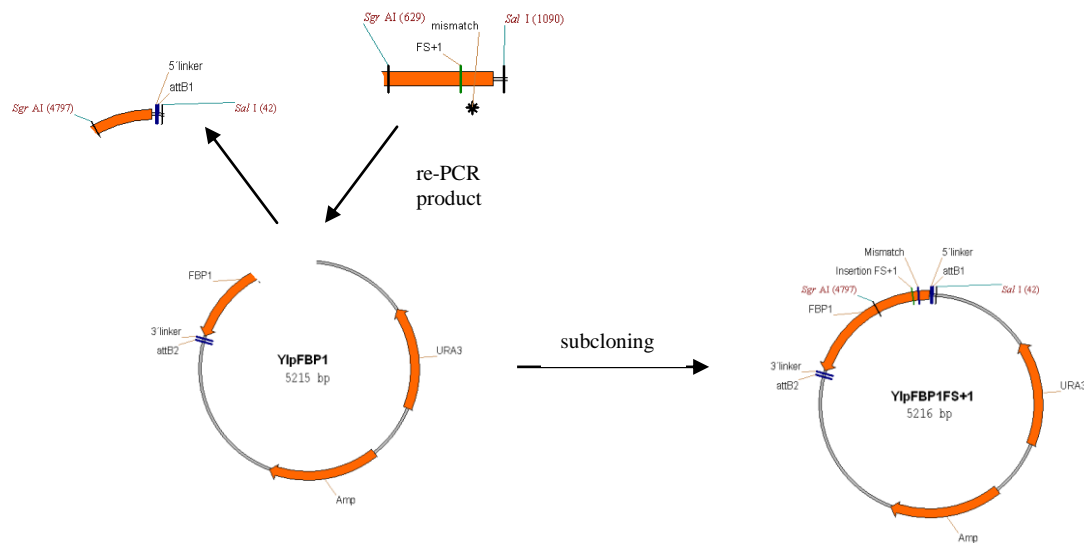 Sgr AI (629)
mismatch
Sal I (1090)
FS+1
5´linker
attB1
Sgr AI (4797)
Sal I (42)
*
re-PCR
product
FBP1
3´linker
attB2
YIpFBP1
5215 bp
URA3
Amp
subcloning
Mismatch
5´linker
Insertion FS+1
attB1
Sgr AI (4797)
Sal I (42)
FBP1
3´linker
attB2
YIpFBP1FS+1
5216 bp
URA3
Amp